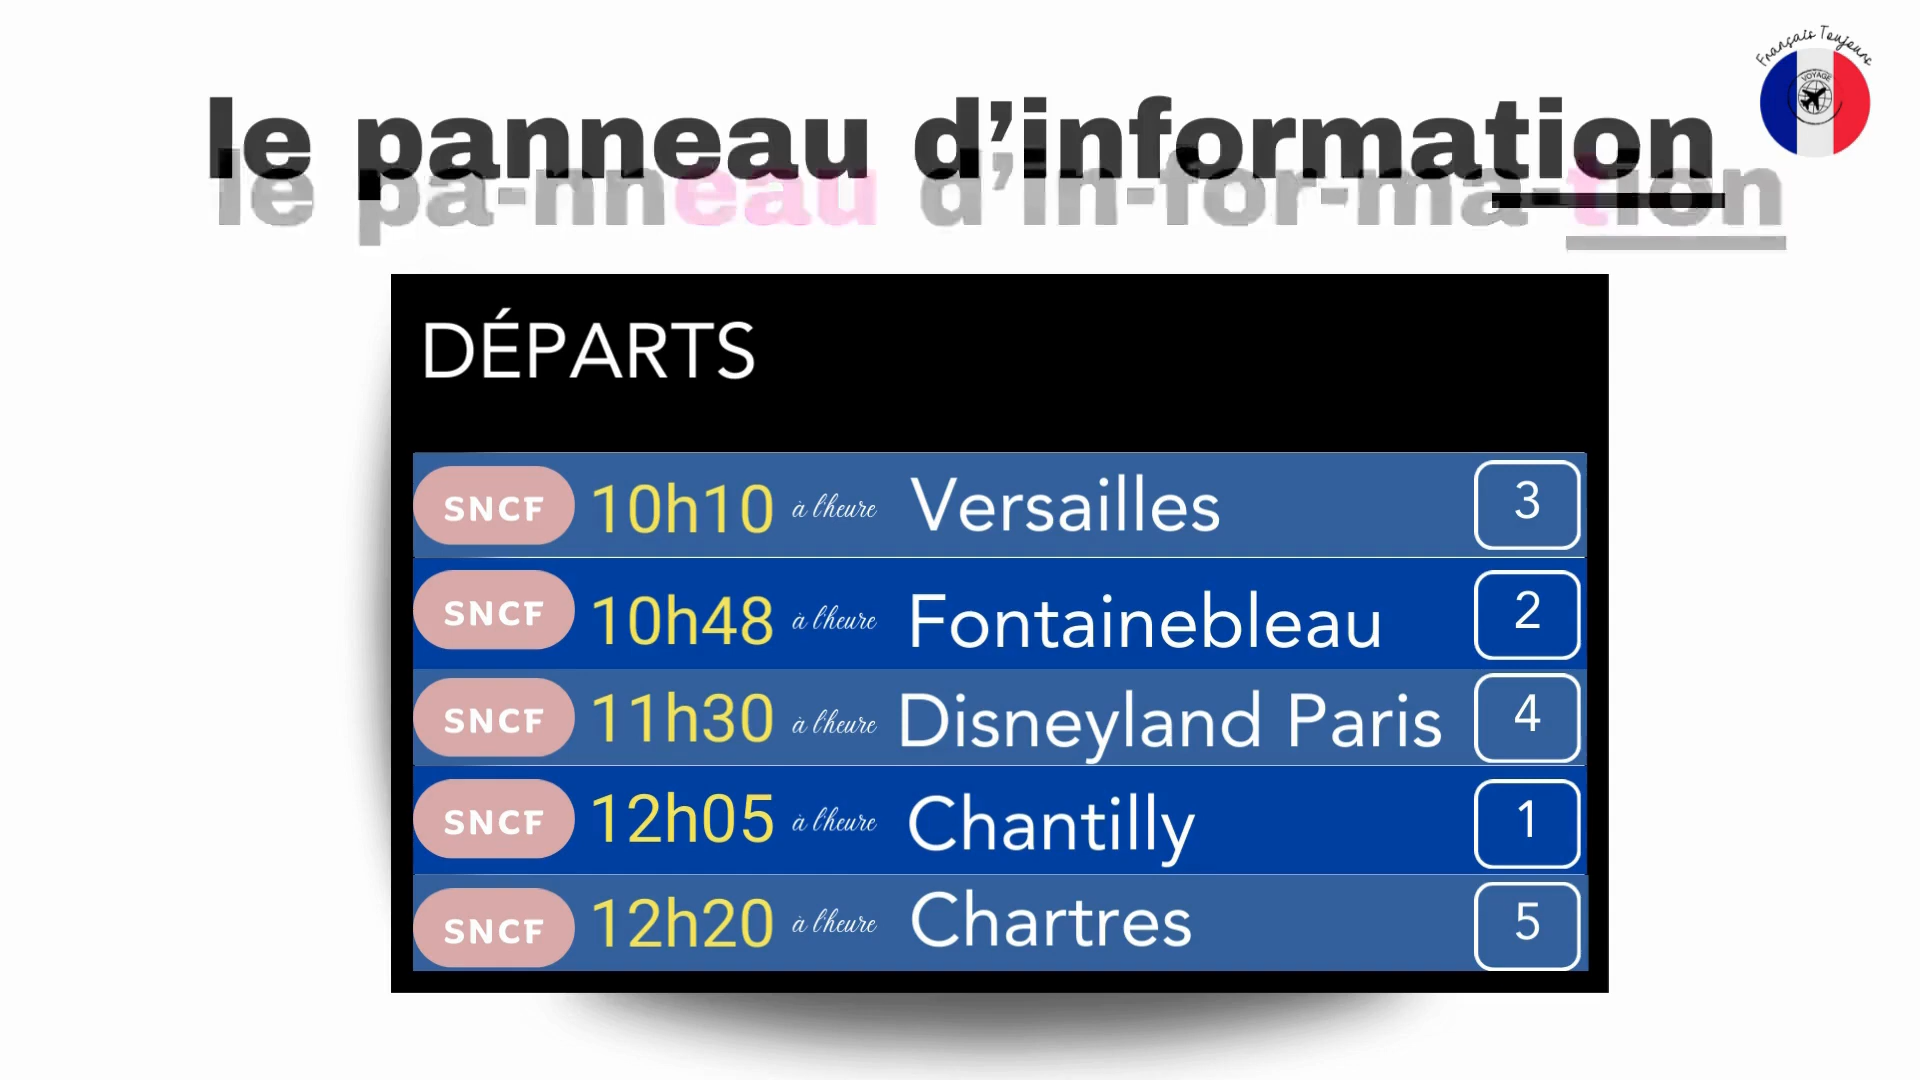 Français Toujours
VOYAGE
le panneau d’information
le pa-nneau d’in-for-ma-tion
DÉPARTS
SNCF 10h10 à l'heure Versailles 3
SNCF 10h48 à l'heure Fontainebleau 2
SNCF 11h30 à l'heure Disneyland Paris 4
SNCF 12h05 à l'heure Chantilly 1
SNCF 12h20 à l'heure Chartres 5